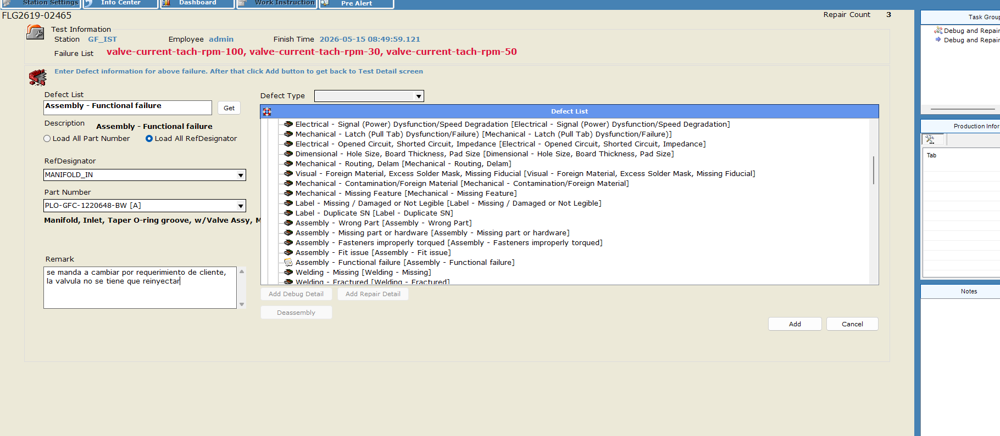 Station Settings
Info Center
Dashboard
Work Instruction
Pre Alert
FLG2619-02465
Repair Count 3
Test Information
Station GF_IST Employee admin Finish Time 2026-05-15 08:49:59.121
Failure List valve-current-tach-rpm-100, valve-current-tach-rpm-30, valve-current-tach-rpm-50
Enter Defect information for above failure. After that click Add button to get back to Test Detail screen
Defect List
Assembly - Functional failure
Get
Description Assembly - Functional failure
Load All Part Number Load All RefDesignator
RefDesignator
MANIFOLD_IN
Part Number
PLO-GFC-1220648-BW [A]
Manifold, Inlet, Taper O-ring groove, w/Valve Assy, M
Remark
se manda a cambiar por requerimiento de cliente,
la valvula no se tiene que reinyectar
Defect Type
Defect List
Electrical - Signal (Power) Dysfunction/Speed Degradation [Electrical - Signal (Power) Dysfunction/Speed Degradation]
Mechanical - Latch (Pull Tab) Dysfunction/Failure) [Mechanical - Latch (Pull Tab) Dysfunction/Failure)]
Electrical - Opened Circuit, Shorted Circuit, Impedance [Electrical - Opened Circuit, Shorted Circuit, Impedance]
Dimensional - Hole Size, Board Thickness, Pad Size [Dimensional - Hole Size, Board Thickness, Pad Size]
Mechanical - Routing, Delam [Mechanical - Routing, Delam]
Visual - Foreign Material, Excess Solder Mask, Missing Fiducial [Visual - Foreign Material, Excess Solder Mask, Missing Fiducial]
Mechanical - Contamination/Foreign Material [Mechanical - Contamination/Foreign Material]
Mechanical - Missing Feature [Mechanical - Missing Feature]
Label - Missing / Damaged or Not Legible [Label - Missing / Damaged or Not Legible]
Label - Duplicate SN [Label - Duplicate SN]
Assembly - Wrong Part [Assembly - Wrong Part]
Assembly - Missing part or hardware [Assembly - Missing part or hardware]
Assembly - Fasteners improperly torqued [Assembly - Fasteners improperly torqued]
Assembly - Fit issue [Assembly - Fit issue]
Assembly - Functional failure [Assembly - Functional failure]
Welding - Missing [Welding - Missing]
Welding - Fractured [Welding - Fractured]
Add Debug Detail
Add Repair Detail
Deassembly
Add
Cancel
Task Group
Debug and Repair
Debug and Repair
Production Infor
Tab
Notes